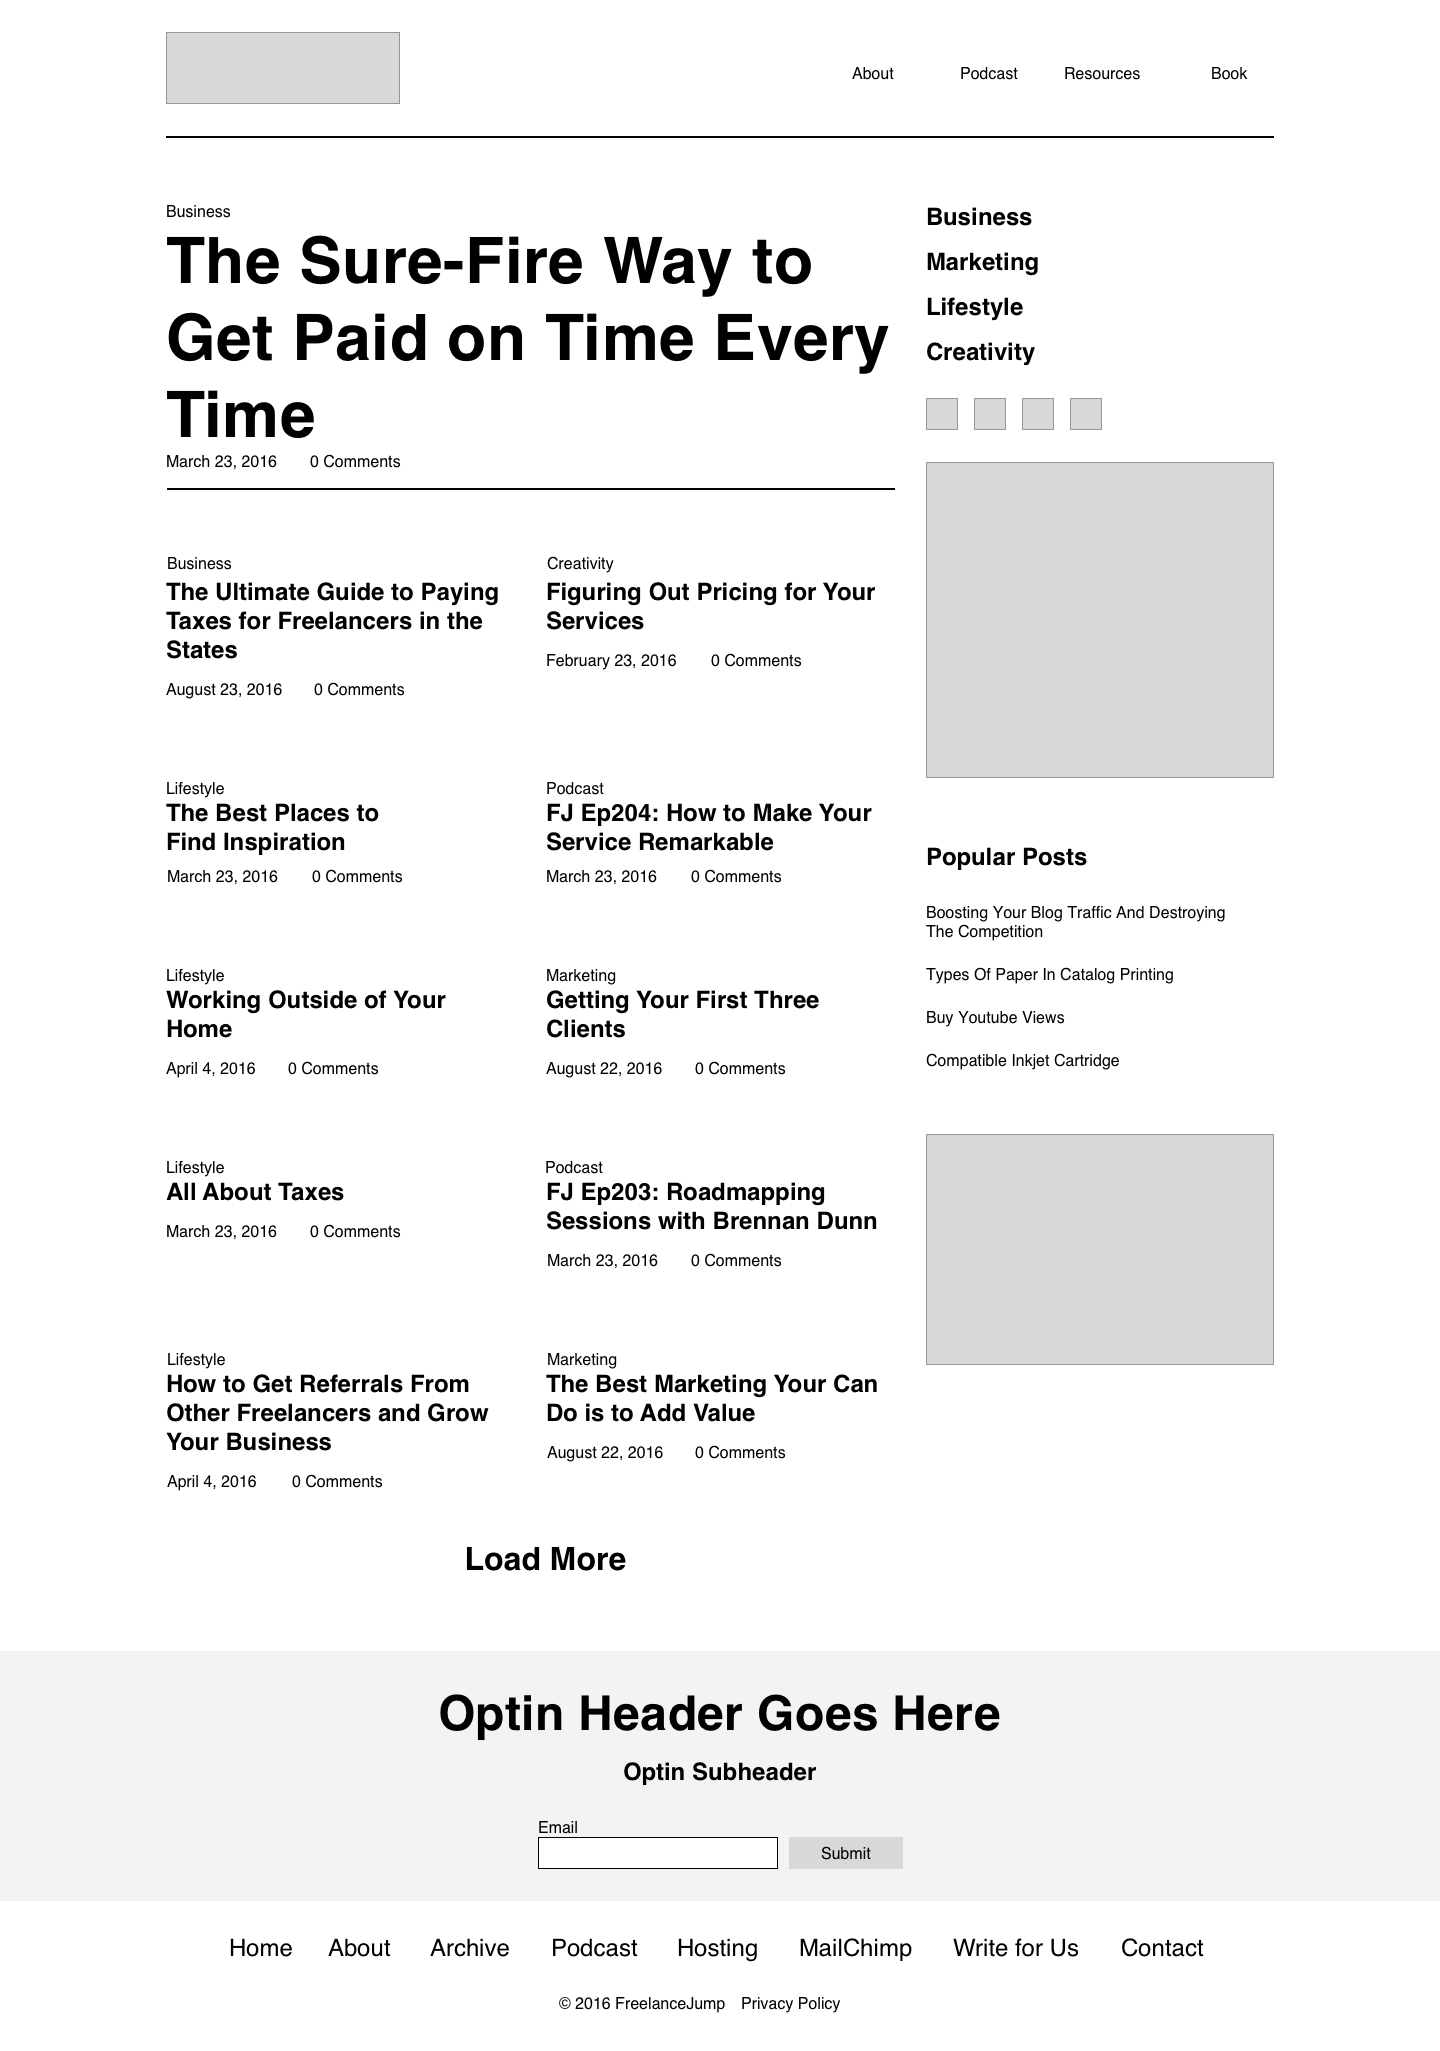 About Podcast Resources Book
Business
The Sure-Fire Way to
Get Paid on Time Every
Time
March 23, 2016 0 Comments
Business
The Ultimate Guide to Paying
Taxes for Freelancers in the
States
August 23, 2016 0 Comments
Creativity
Figuring Out Pricing for Your
Services
February 23, 2016 0 Comments
Lifestyle
The Best Places to
Find Inspiration
March 23, 2016 0 Comments
Podcast
FJ Ep204: How to Make Your
Service Remarkable
March 23, 2016 0 Comments
Lifestyle
Working Outside of Your
Home
April 4, 2016 0 Comments
Marketing
Getting Your First Three
Clients
August 22, 2016 0 Comments
Lifestyle
All About Taxes
March 23, 2016 0 Comments
Podcast
FJ Ep203: Roadmapping
Sessions with Brennan Dunn
March 23, 2016 0 Comments
Lifestyle
How to Get Referrals From
Other Freelancers and Grow
Your Business
April 4, 2016 0 Comments
Marketing
The Best Marketing Your Can
Do is to Add Value
August 22, 2016 0 Comments
Load More
Business
Marketing
Lifestyle
Creativity
Popular Posts
Boosting Your Blog Traffic And Destroying
The Competition
Types Of Paper In Catalog Printing
Buy Youtube Views
Compatible Inkjet Cartridge
Optin Header Goes Here
Optin Subheader
Email
Submit
Home About Archive Podcast Hosting MailChimp Write for Us Contact
© 2016 FreelanceJump Privacy Policy